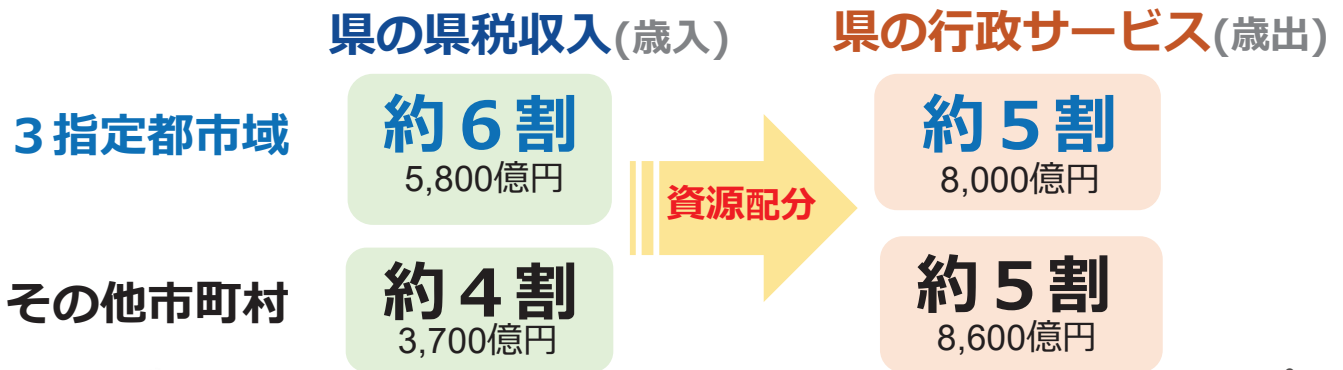 県の県税収入(歳入)
県の行政サービス(歳出)
3指定都市域
約6割
5,800億円
資源配分
約5割
8,000億円
その他市町村
約4割
3,700億円
約5割
8,600億円